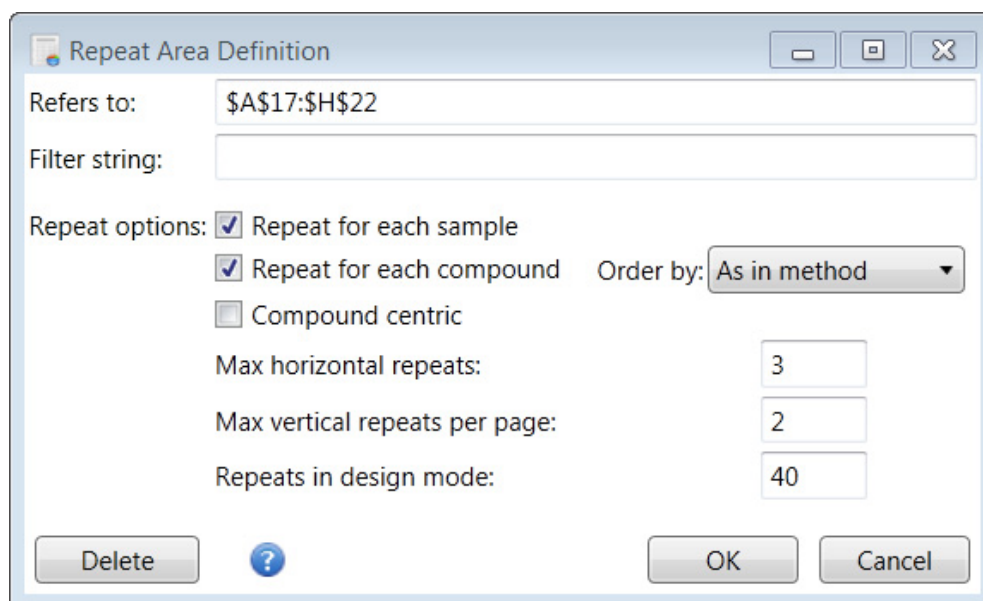 Repeat Area Definition
Refers to: $A$17:$H$22
Filter string:
Repeat options: Repeat for each sample
Repeat for each compound Order by: As in method
Compound centric
Max horizontal repeats: 3
Max vertical repeats per page: 2
Repeats in design mode: 40
Delete ? OK Cancel